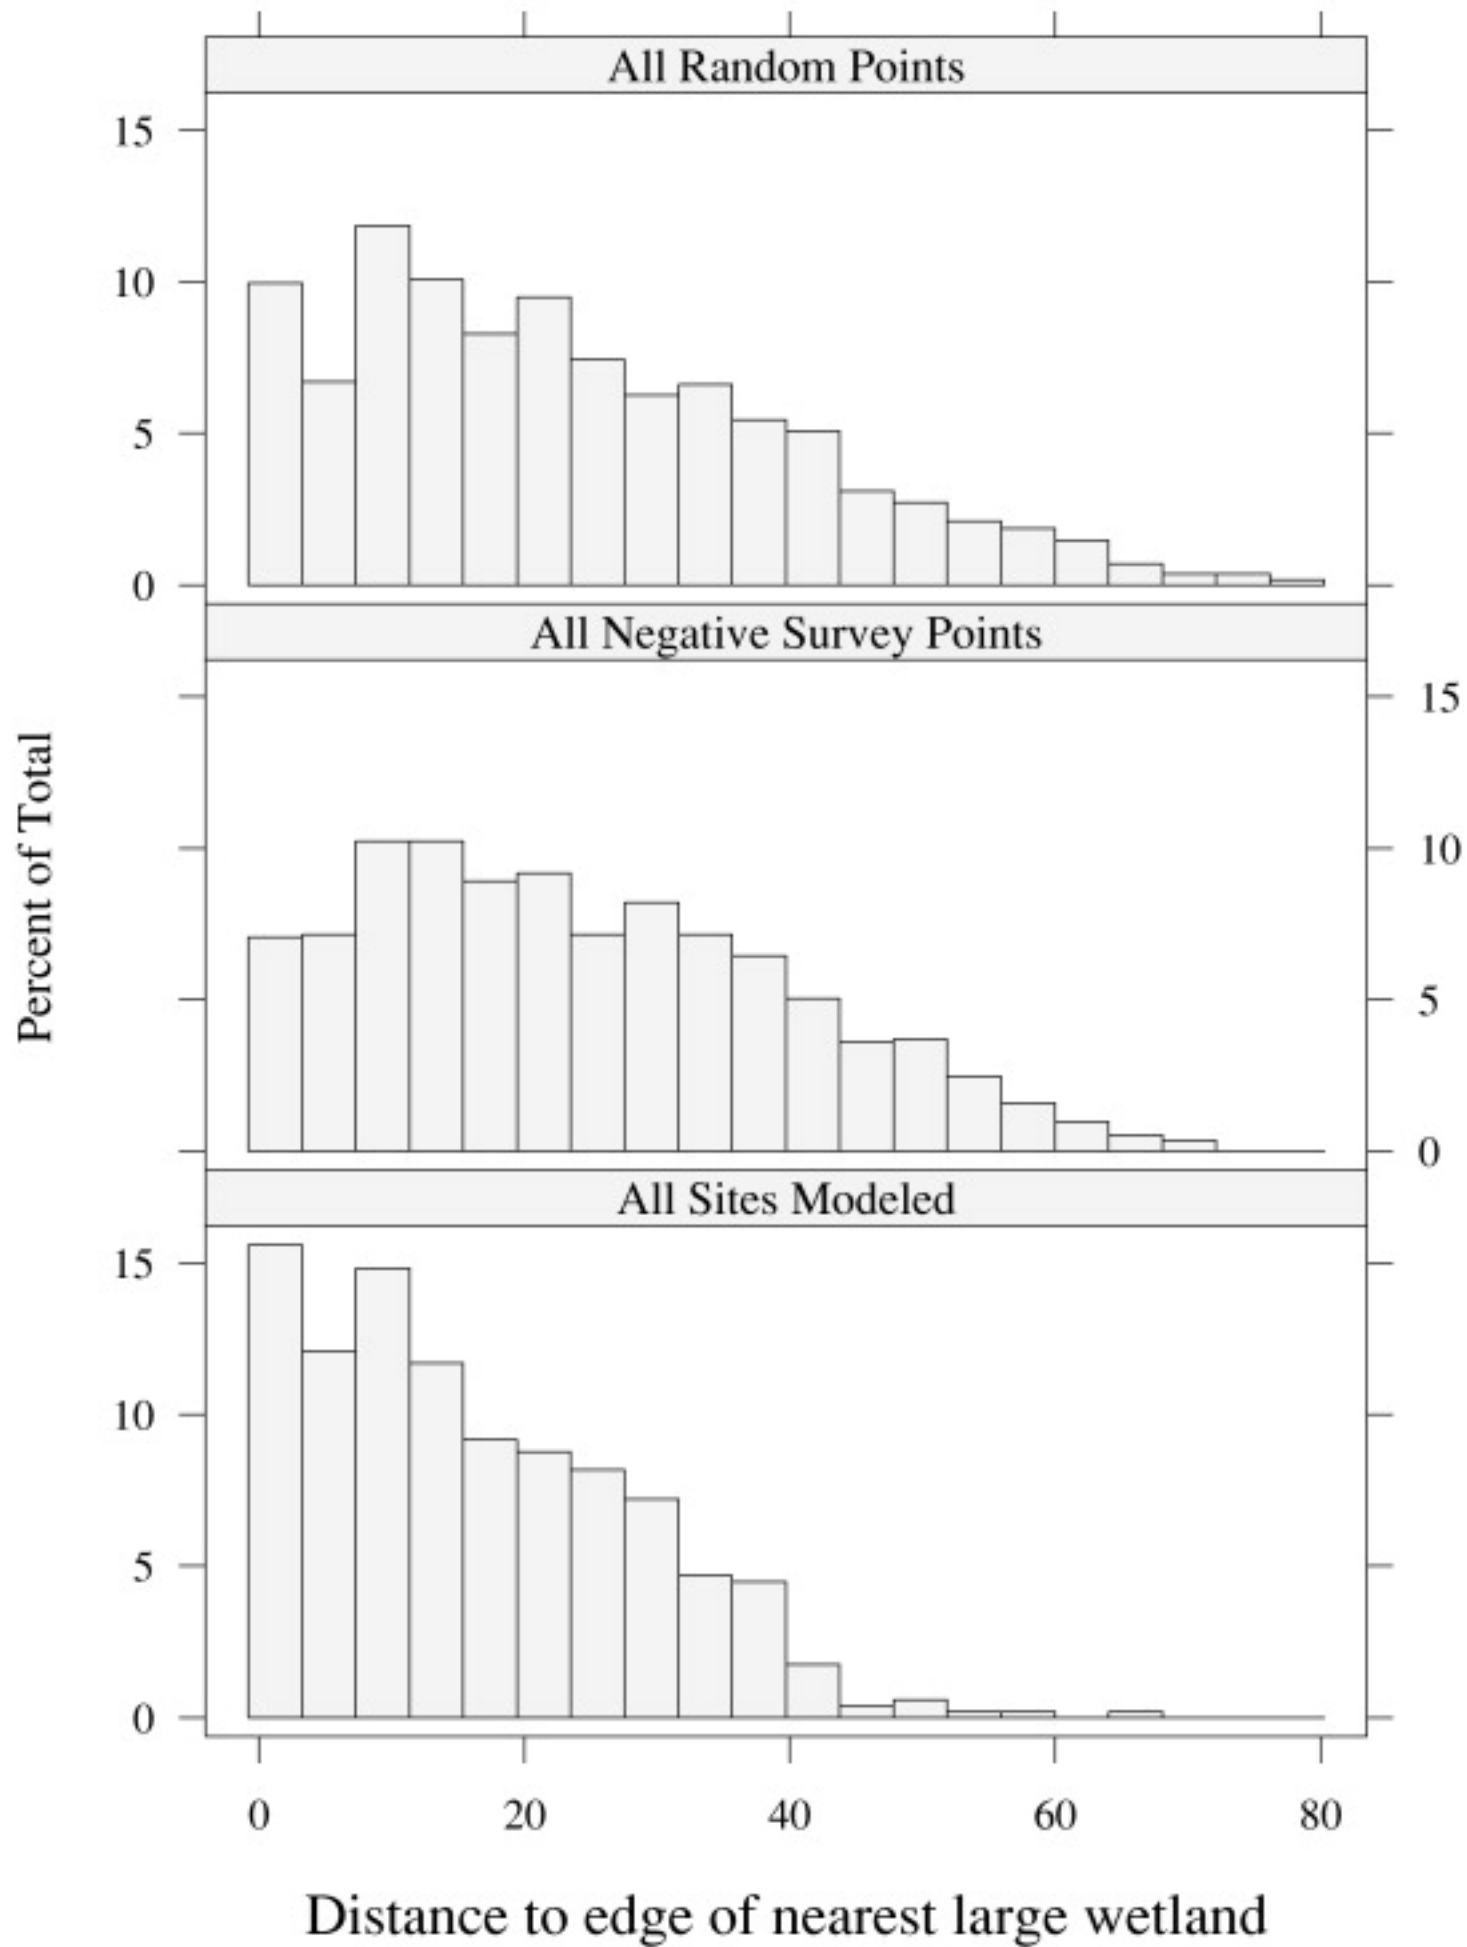 All Random Points
15
10
5
0
All Negative Survey Points
15
10
5
0
Percent of Total
All Sites Modeled
15
10
5
0
0 20 40 60 80
Distance to edge of nearest large wetland